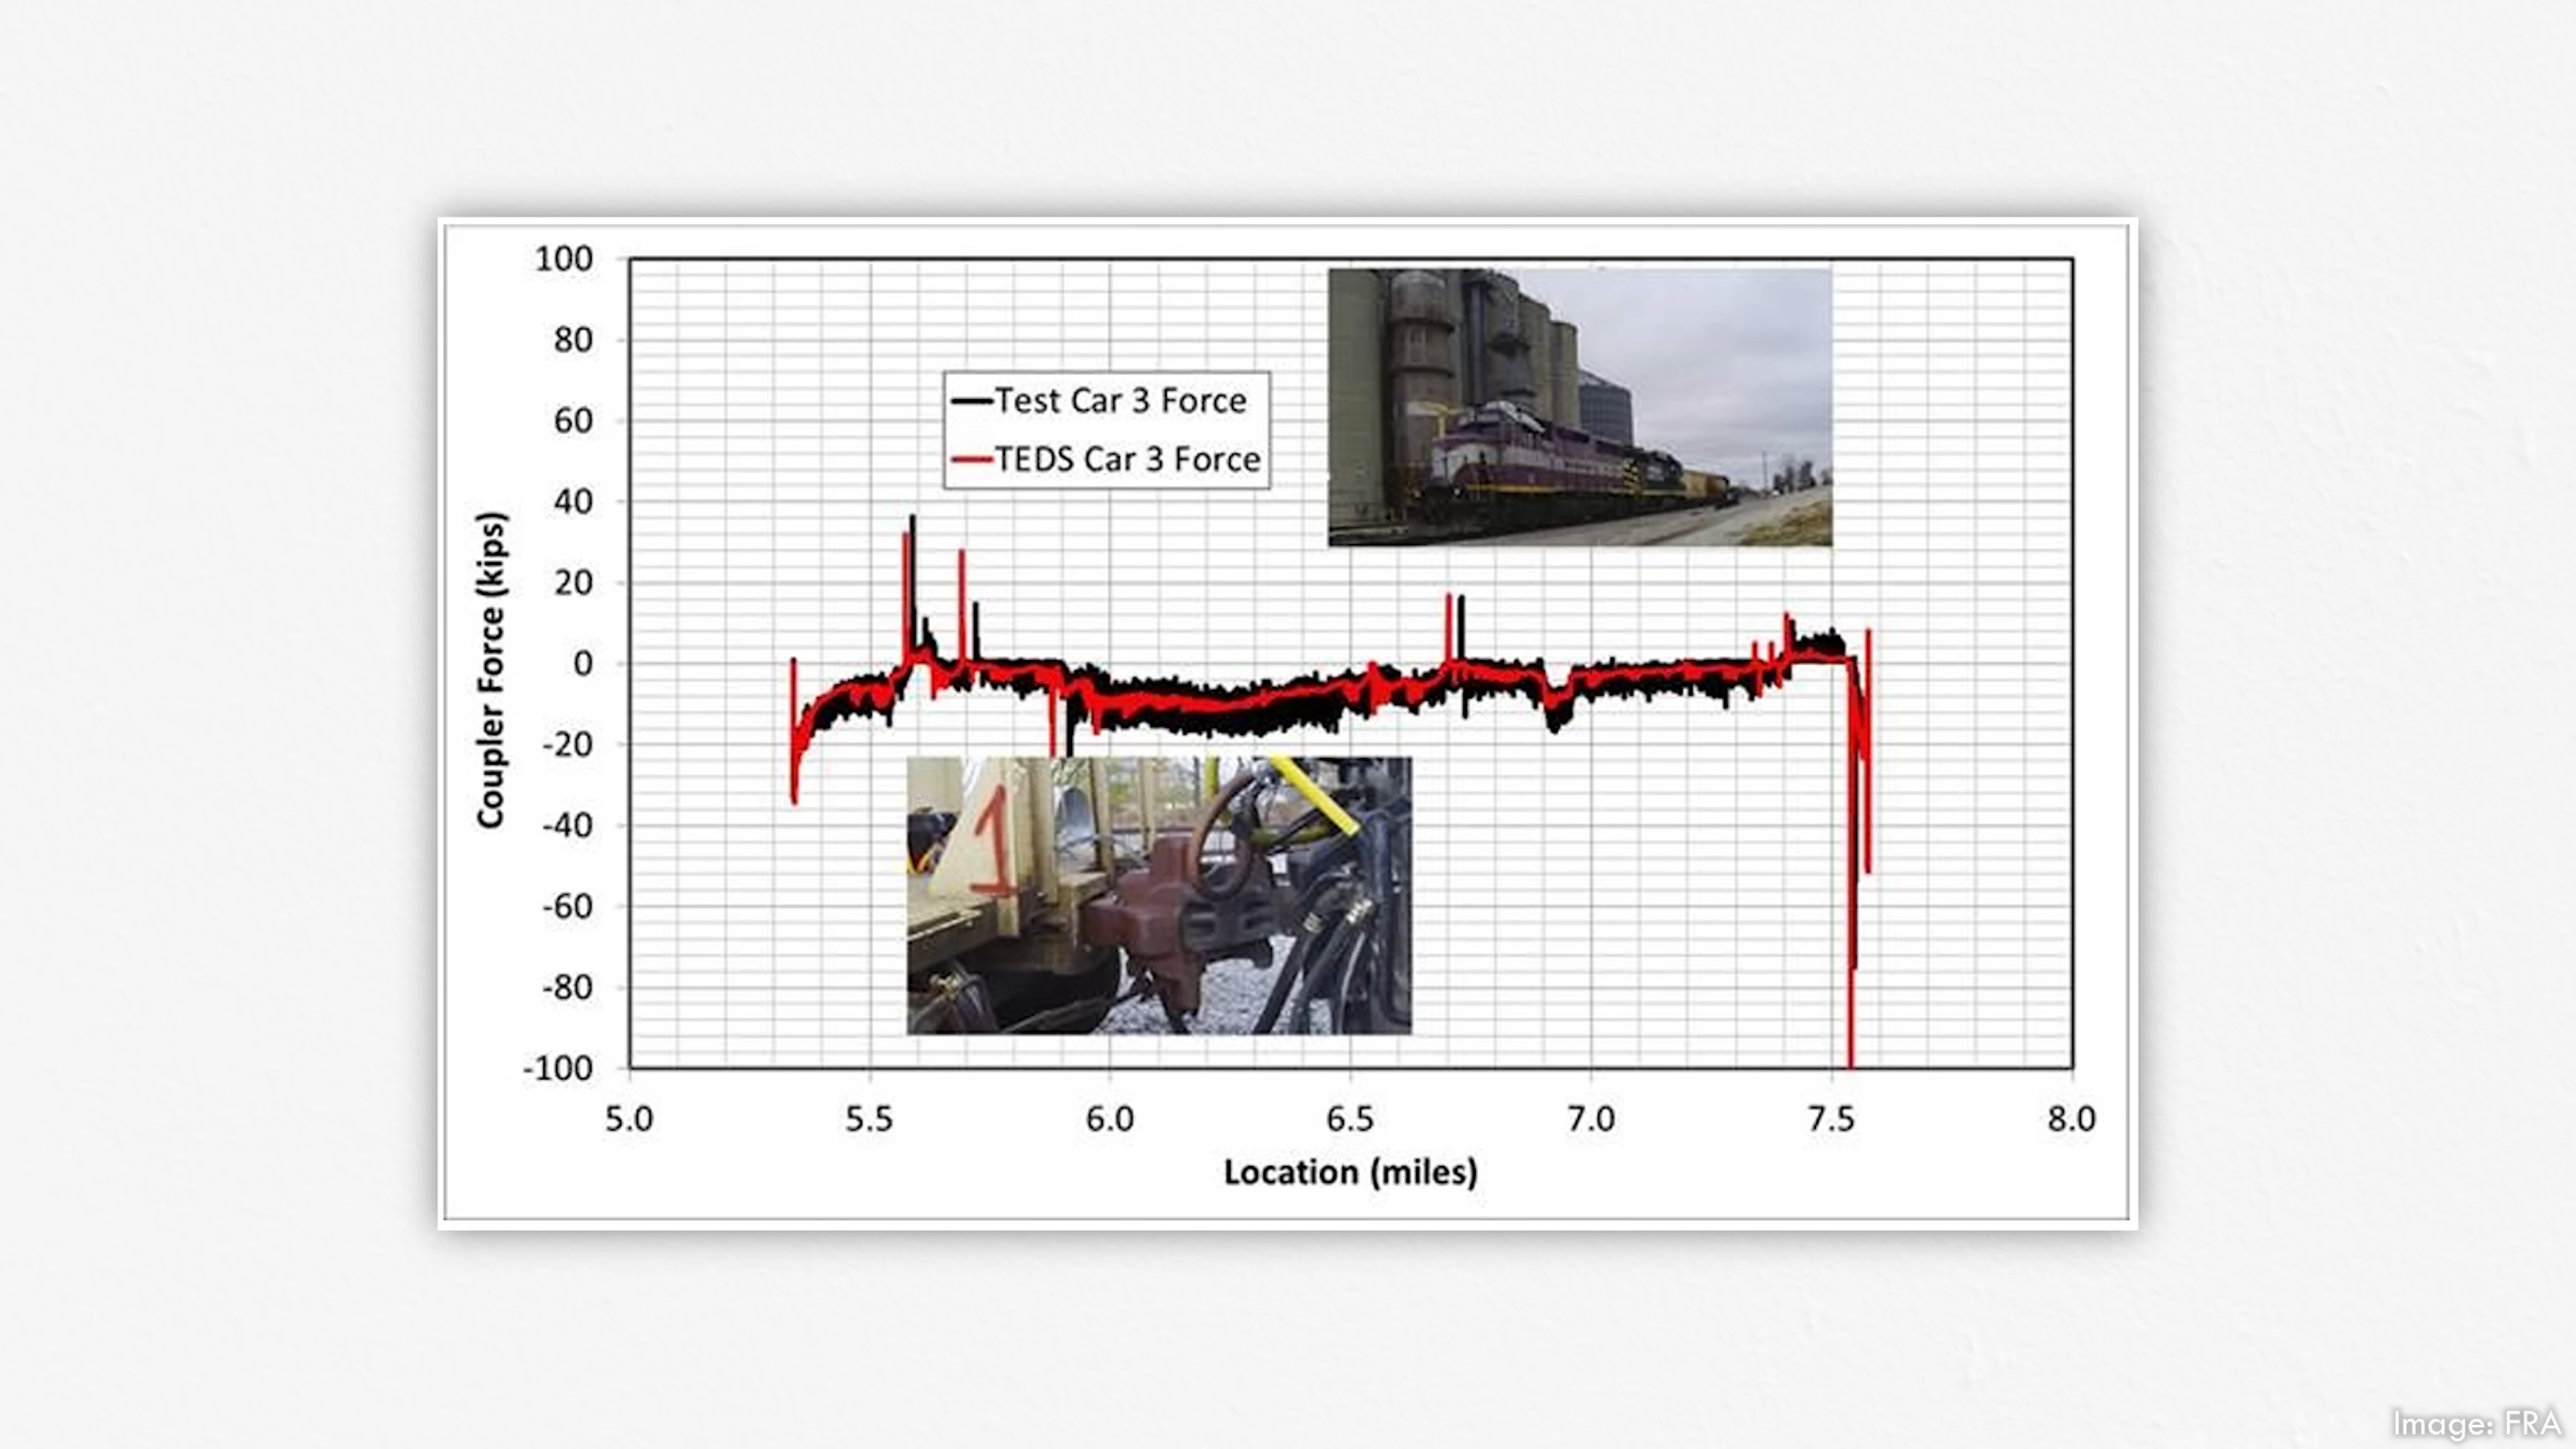 100
80
60
40
20
0
-20
-40
-60
-80
-100
Coupler Force (kips)
Test Car 3 Force
TEDS Car 3 Force
1
5.0 5.5 6.0 6.5 7.0 7.5 8.0
Location (miles)
Image: FRA